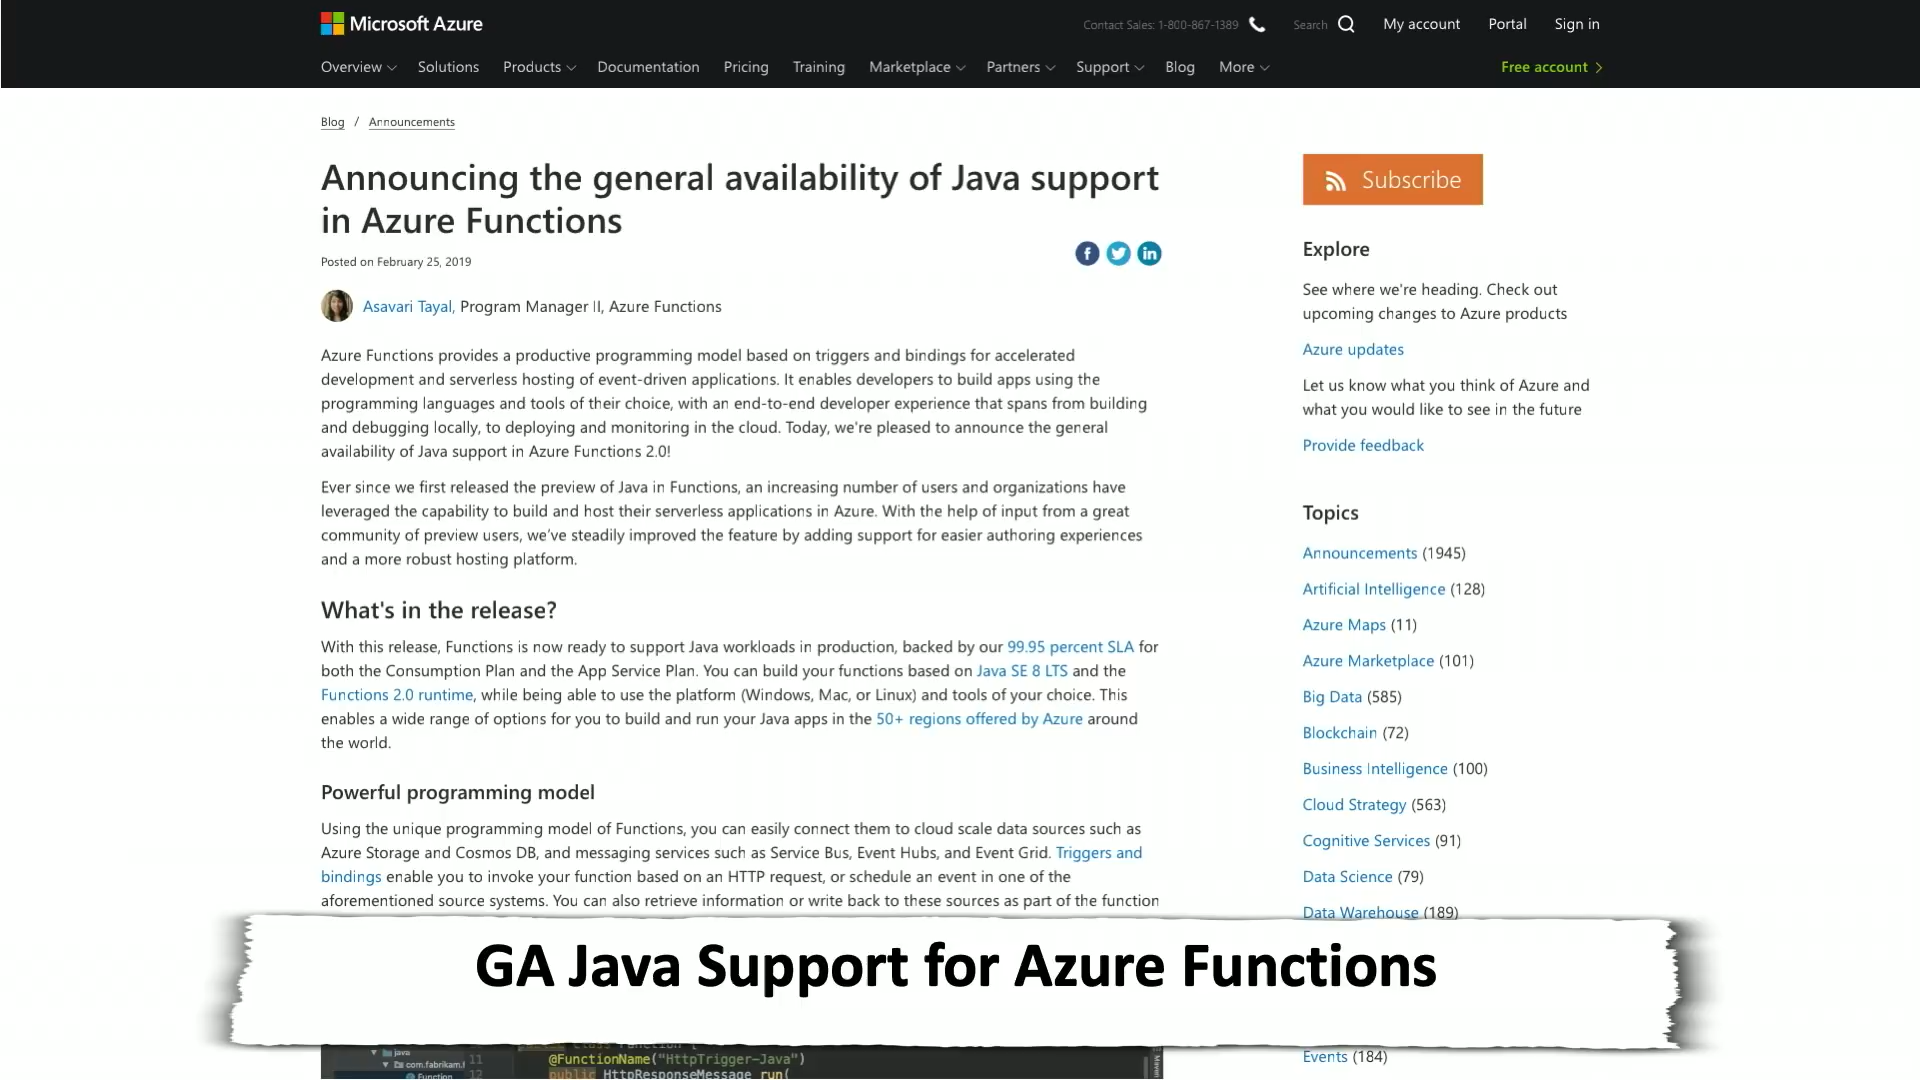 Microsoft Azure
Contact Sales: 1-800-867-1389
Search
My account
Portal
Sign in
Overview
Solutions
Products
Documentation
Pricing
Training
Marketplace
Partners
Support
Blog
More
Free account
Blog / Announcements
Announcing the general availability of Java support
in Azure Functions
Posted on February 25, 2019
Asavari Tayal, Program Manager II, Azure Functions
Azure Functions provides a productive programming model based on triggers and bindings for accelerated
development and serverless hosting of event-driven applications. It enables developers to build apps using the
programming languages and tools of their choice, with an end-to-end developer experience that spans from building
and debugging locally, to deploying and monitoring in the cloud. Today, we're pleased to announce the general
availability of Java support in Azure Functions 2.0!
Ever since we first released the preview of Java in Functions, an increasing number of users and organizations have
leveraged the capability to build and host their serverless applications in Azure. With the help of input from a great
community of preview users, we've steadily improved the feature by adding support for easier authoring experiences
and a more robust hosting platform.
What's in the release?
With this release, Functions is now ready to support Java workloads in production, backed by our 99.95 percent SLA for
both the Consumption Plan and the App Service Plan. You can build your functions based on Java SE 8 LTS and the
Functions 2.0 runtime, while being able to use the platform (Windows, Mac, or Linux) and tools of your choice. This
enables a wide range of options for you to build and run your Java apps in the 50+ regions offered by Azure around
the world.
Powerful programming model
Using the unique programming model of Functions, you can easily connect them to cloud scale data sources such as
Azure Storage and Cosmos DB, and messaging services such as Service Bus, Event Hubs, and Event Grid. Triggers and
bindings enable you to invoke your function based on an HTTP request, or schedule an event in one of the
aforementioned source systems. You can also retrieve information or write back to these sources as part of the function
Subscribe
Explore
See where we're heading. Check out
upcoming changes to Azure products
Azure updates
Let us know what you think of Azure and
what you would like to see in the future
Provide feedback
Topics
Announcements (1945)
Artificial Intelligence (128)
Azure Maps (11)
Azure Marketplace (101)
Big Data (585)
Blockchain (72)
Business Intelligence (100)
Cloud Strategy (563)
Cognitive Services (91)
Data Science (79)
Data Warehouse (189)
GA Java Support for Azure Functions
java
com.fabrikam.
Function
11 @FunctionName("HttpTrigger-Java")
12 public HttpResponseMessage run(
Events (184)